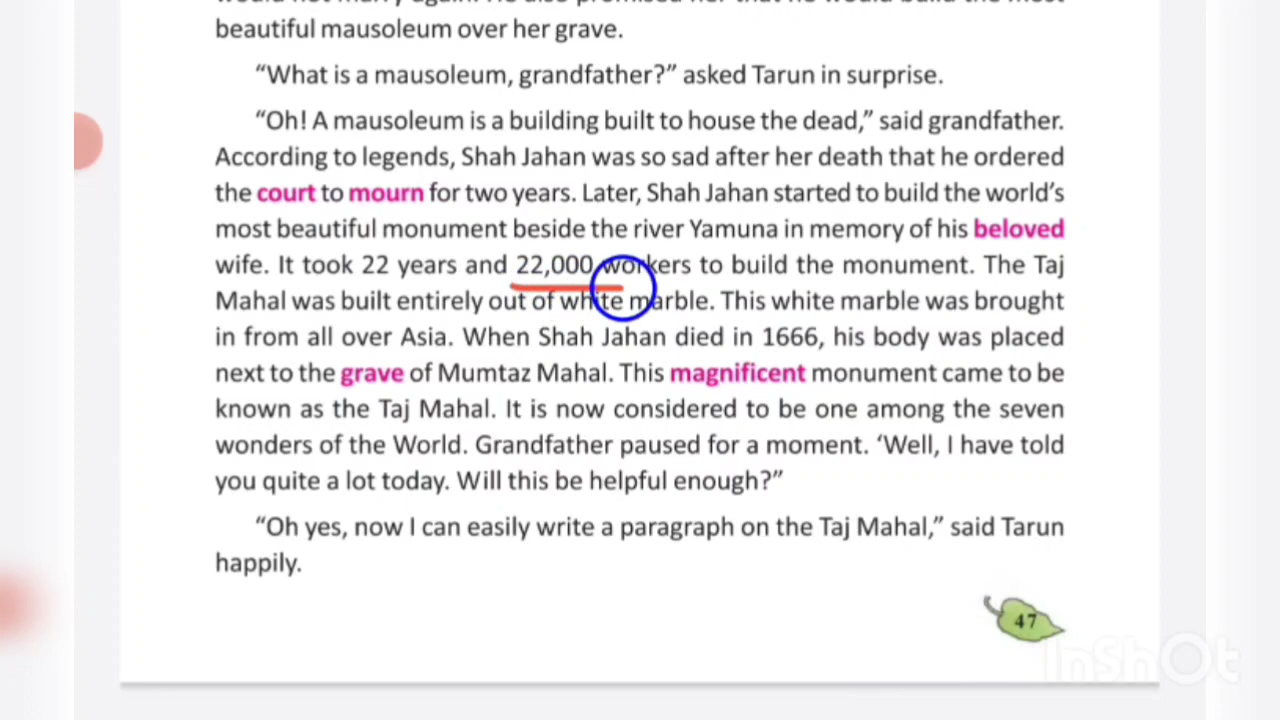 beautiful mausoleum over her grave.
“What is a mausoleum, grandfather?” asked Tarun in surprise.
“Oh! A mausoleum is a building built to house the dead,” said grandfather.
According to legends, Shah Jahan was so sad after her death that he ordered
the court to mourn for two years. Later, Shah Jahan started to build the world’s
most beautiful monument beside the river Yamuna in memory of his beloved
wife. It took 22 years and 22,000 workers to build the monument. The Taj
Mahal was built entirely out of white marble. This white marble was brought
in from all over Asia. When Shah Jahan died in 1666, his body was placed
next to the grave of Mumtaz Mahal. This magnificent monument came to be
known as the Taj Mahal. It is now considered to be one among the seven
wonders of the World. Grandfather paused for a moment. ‘Well, I have told
you quite a lot today. Will this be helpful enough?”
“Oh yes, now I can easily write a paragraph on the Taj Mahal,” said Tarun
happily.
47
InShOt